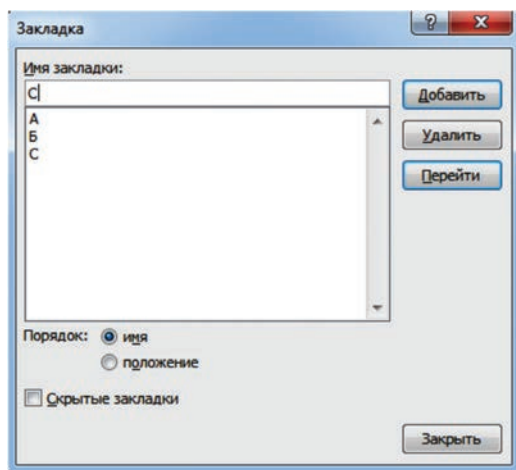 Закладка
Имя закладки:
С
Добавить
А
Б
С
Удалить
Перейти
Порядок: имя
положение
Скрытые закладки
Закрыть